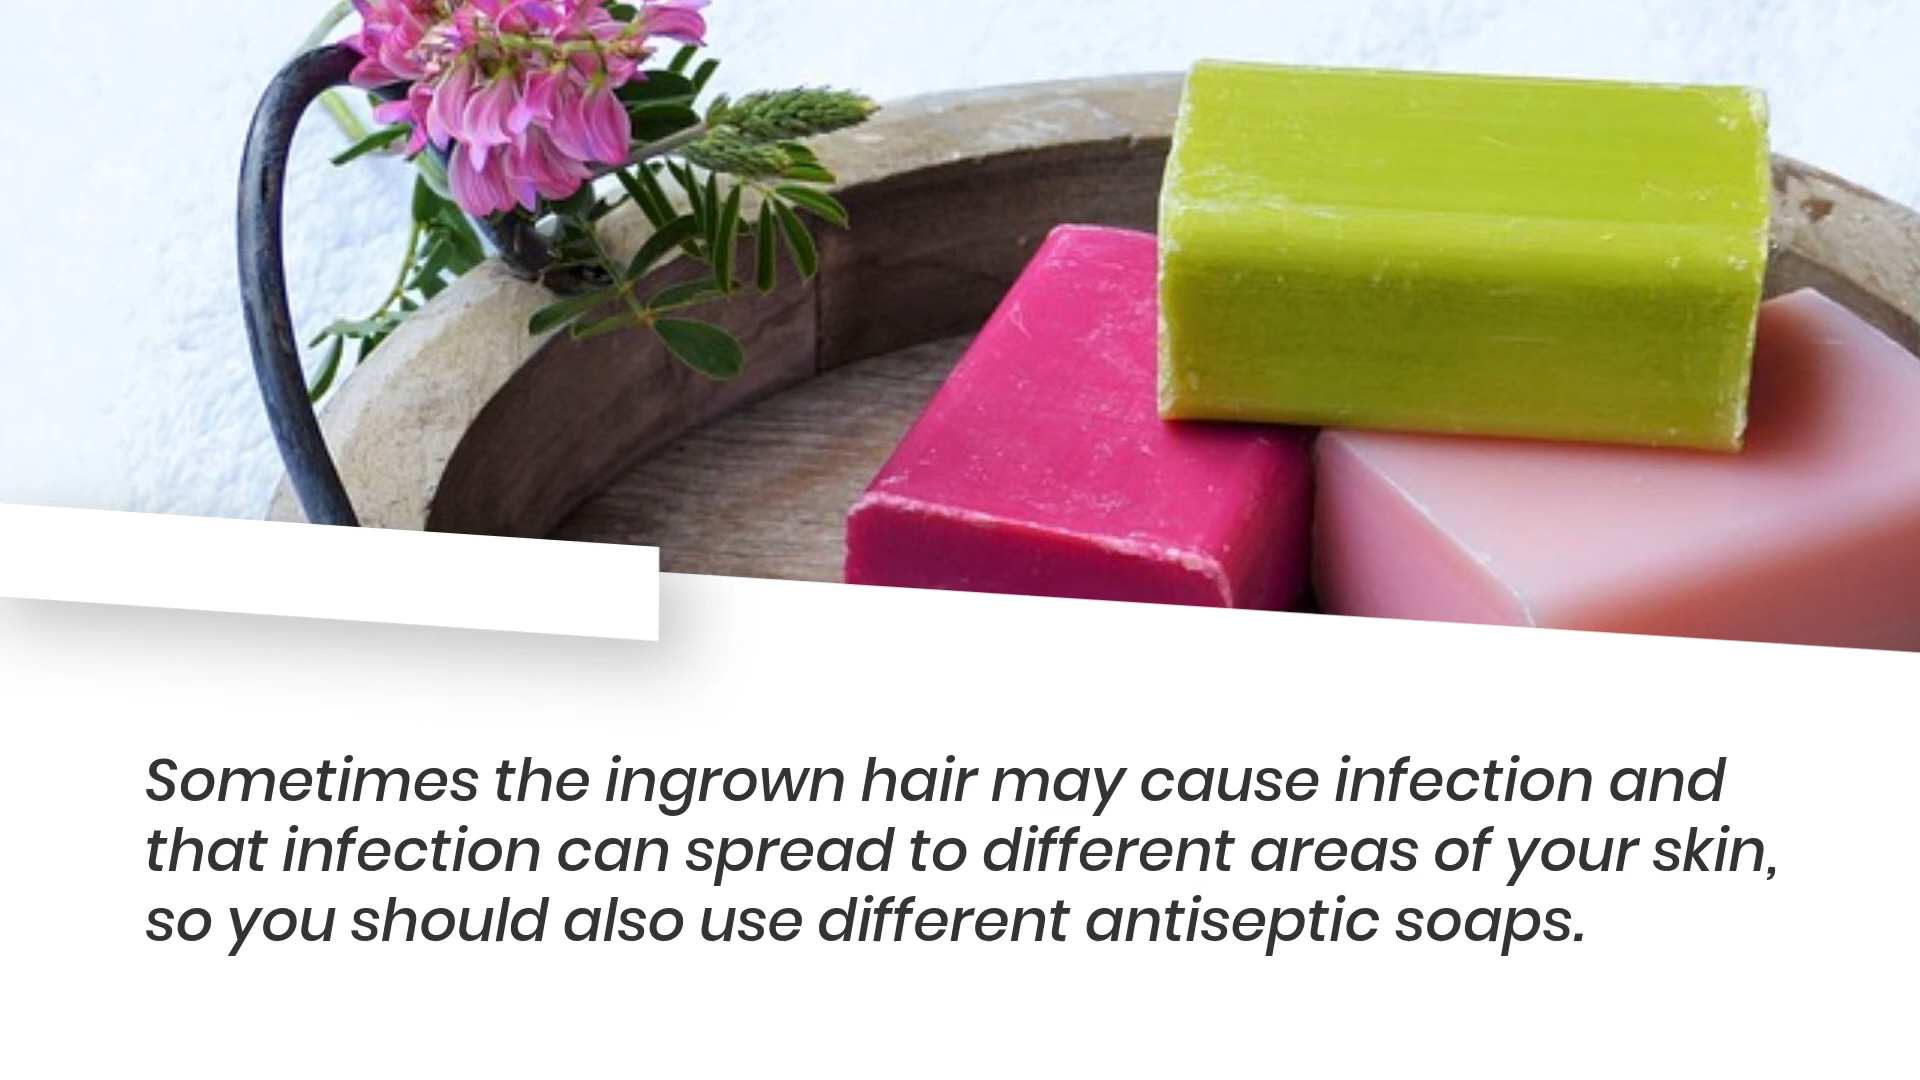 Sometimes the ingrown hair may cause infection and
that infection can spread to different areas of your skin,
so you should also use different antiseptic soaps.